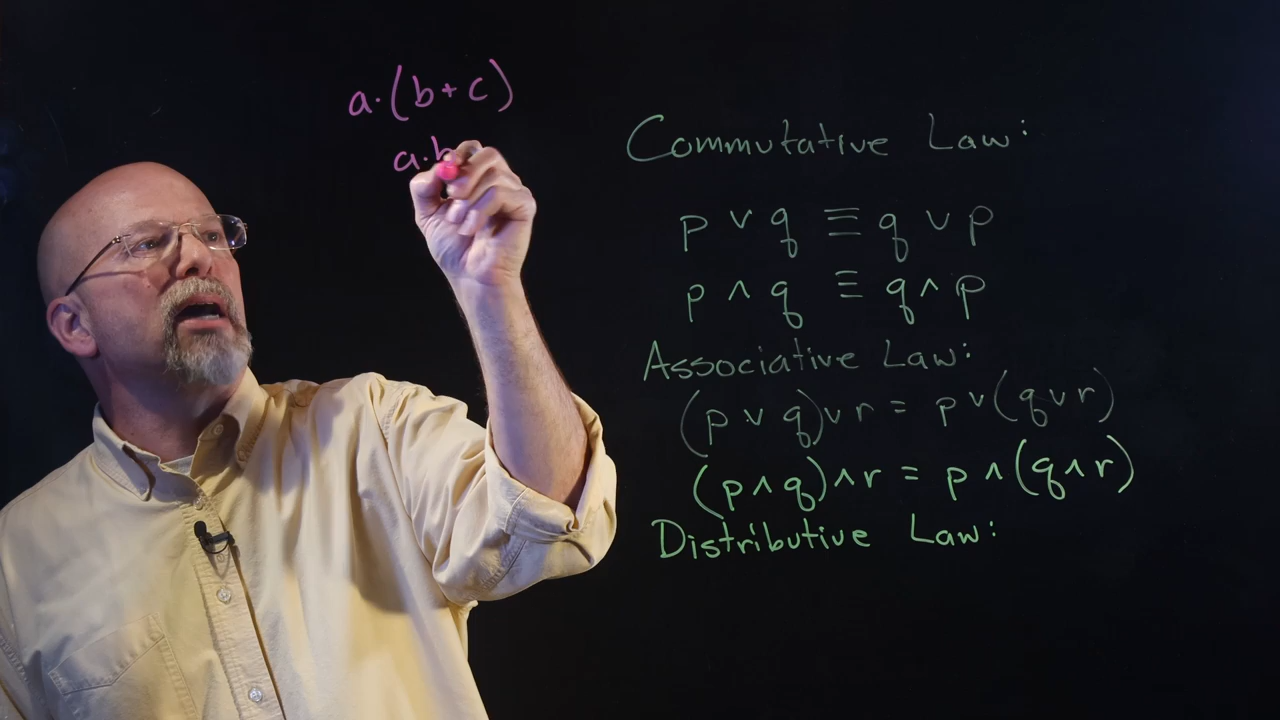 a·(b+c)
a·b
Commutative Law:
p ∨ q ≡ q ∨ p
p ∧ q ≡ q ∧ p
Associative Law:
(p ∨ q) ∨ r = p ∨ (q ∨ r)
(p ∧ q) ∧ r = p ∧ (q ∧ r)
Distributive Law: